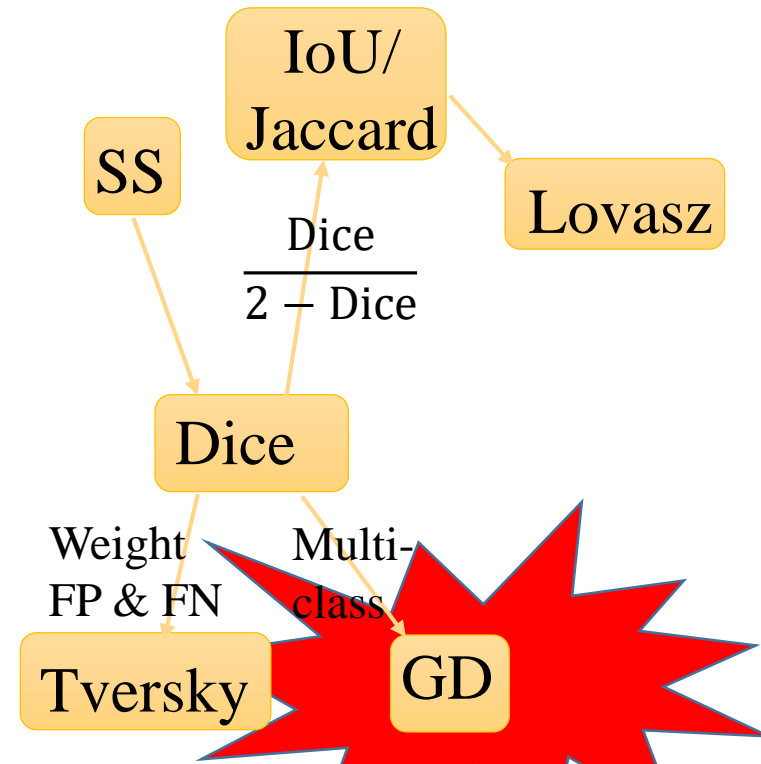 IoU/
Jaccard
SS
Lovasz
Dice
2 − Dice
Dice
Weight
FP & FN
Multi-
class
Tversky
GD